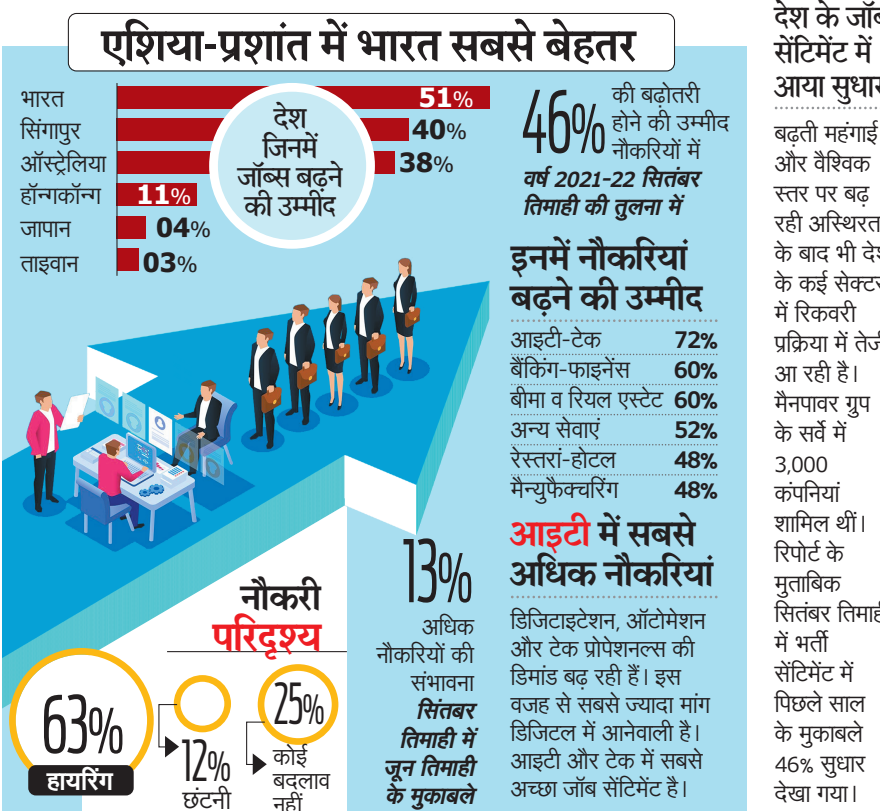 एशिया-प्रशांत में भारत सबसे बेहतर
भारत 51%
सिंगापुर 40%
ऑस्ट्रेलिया 38%
हॉन्गकॉन्ग 11%
जापान 04%
ताइवान 03%
देश
जिनमें
जॉब्स बढ़ने
की उम्मीद
46%
की बढ़ोतरी
होने की उम्मीद
नौकरियों में
वर्ष 2021-22 सितंबर
तिमाही की तुलना में
इनमें नौकरियां
बढ़ने की उम्मीद
आइटी-टेक 72%
बैंकिंग-फाइनेंस 60%
बीमा व रियल एस्टेट 60%
अन्य सेवाएं 52%
रेस्तरां-होटल 48%
मैन्युफैक्चरिंग 48%
आइटी में सबसे
अधिक नौकरियां
डिजिटाइटेशन, ऑटोमेशन
और टेक प्रोपेशनल्स की
डिमांड बढ़ रही हैं। इस
वजह से सबसे ज्यादा मांग
डिजिटल में आनेवाली है।
आइटी और टेक में सबसे
अच्छा जॉब सेंटिमेंट है।
13%
अधिक
नौकरियों की
संभावना
सिंतबर
तिमाही में
जून तिमाही
के मुकाबले
नौकरी
परिदृश्य
63%
हायरिंग
12%
छंटनी
25%
कोई
बदलाव
नहीं
देश के
सेंटिमेंट में
आया
बढ़ती महंगाई
और वैश्विक
स्तर पर बढ़
रही
के बाद भी
के कई
में रिकवरी
प्रक्रिया में
आ रही है।
मैनपावर ग्रुप
के सर्वे में
3,000
कंपनियां
शामिल थीं।
रिपोर्ट के
मुताबिक
सितंबर
में भर्ती
सेंटिमेंट में
पिछले साल
के मुकाबले
46% सुधार
देखा गया।